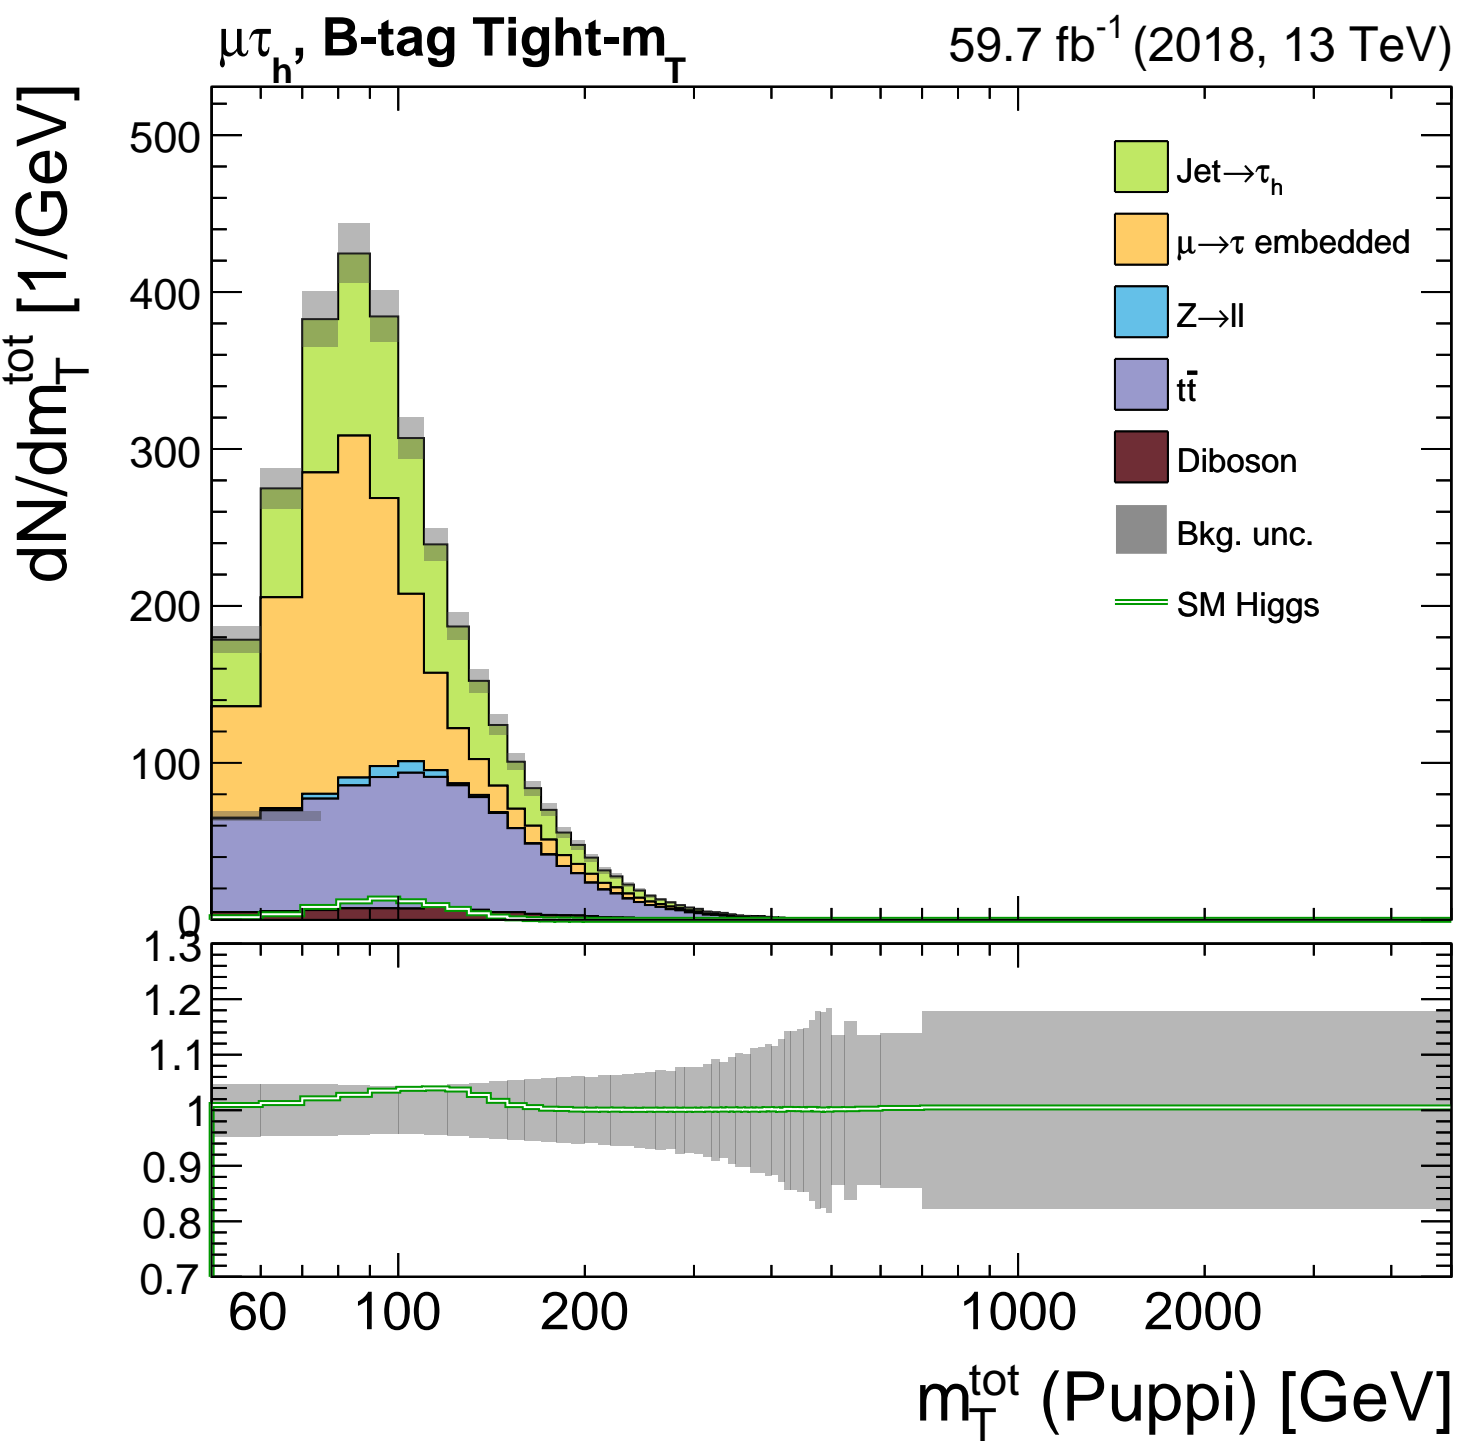 μτh, B-tag Tight-mT
59.7 fb-1 (2018, 13 TeV)
dN/dmTtot [1/GeV]
500
400
300
200
100
0
Jet→τh
μ→τ embedded
Z→ll
tt̄
Diboson
Bkg. unc.
SM Higgs
1.3
1.2
1.1
1
0.9
0.8
0.7
60 100 200 1000 2000
mTtot (Puppi) [GeV]